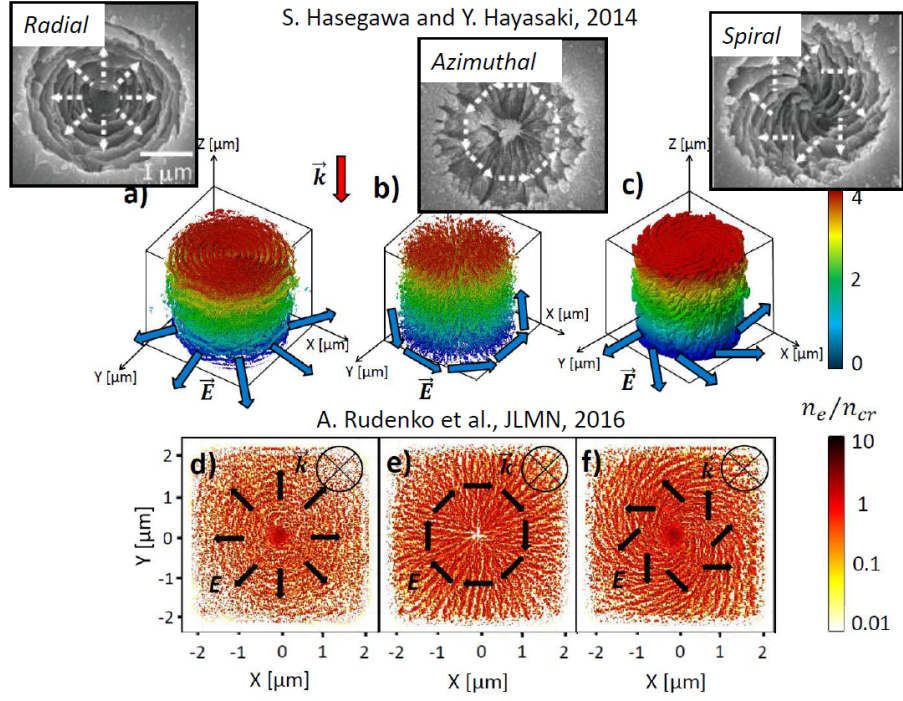 S. Hasegawa and Y. Hayasaki, 2014
Radial
Azimuthal
Spiral
1 μm
Z [μm]
Z [μm]
k
a)
b)
c)
4
2
0
X [μm]
Y [μm]
E
X [μm]
Y [μm]
E
X [μm]
Y [μm]
E
n_e/n_cr
A. Rudenko et al., JLMN, 2016
d)
k
e)
k
f)
k
2
1
0
-1
-2
Y [μm]
E
E
E
10
1
0.1
0.01
-2 -1 0 1 2
-2 -1 0 1 2
-2 -1 0 1 2
X [μm]
X [μm]
X [μm]